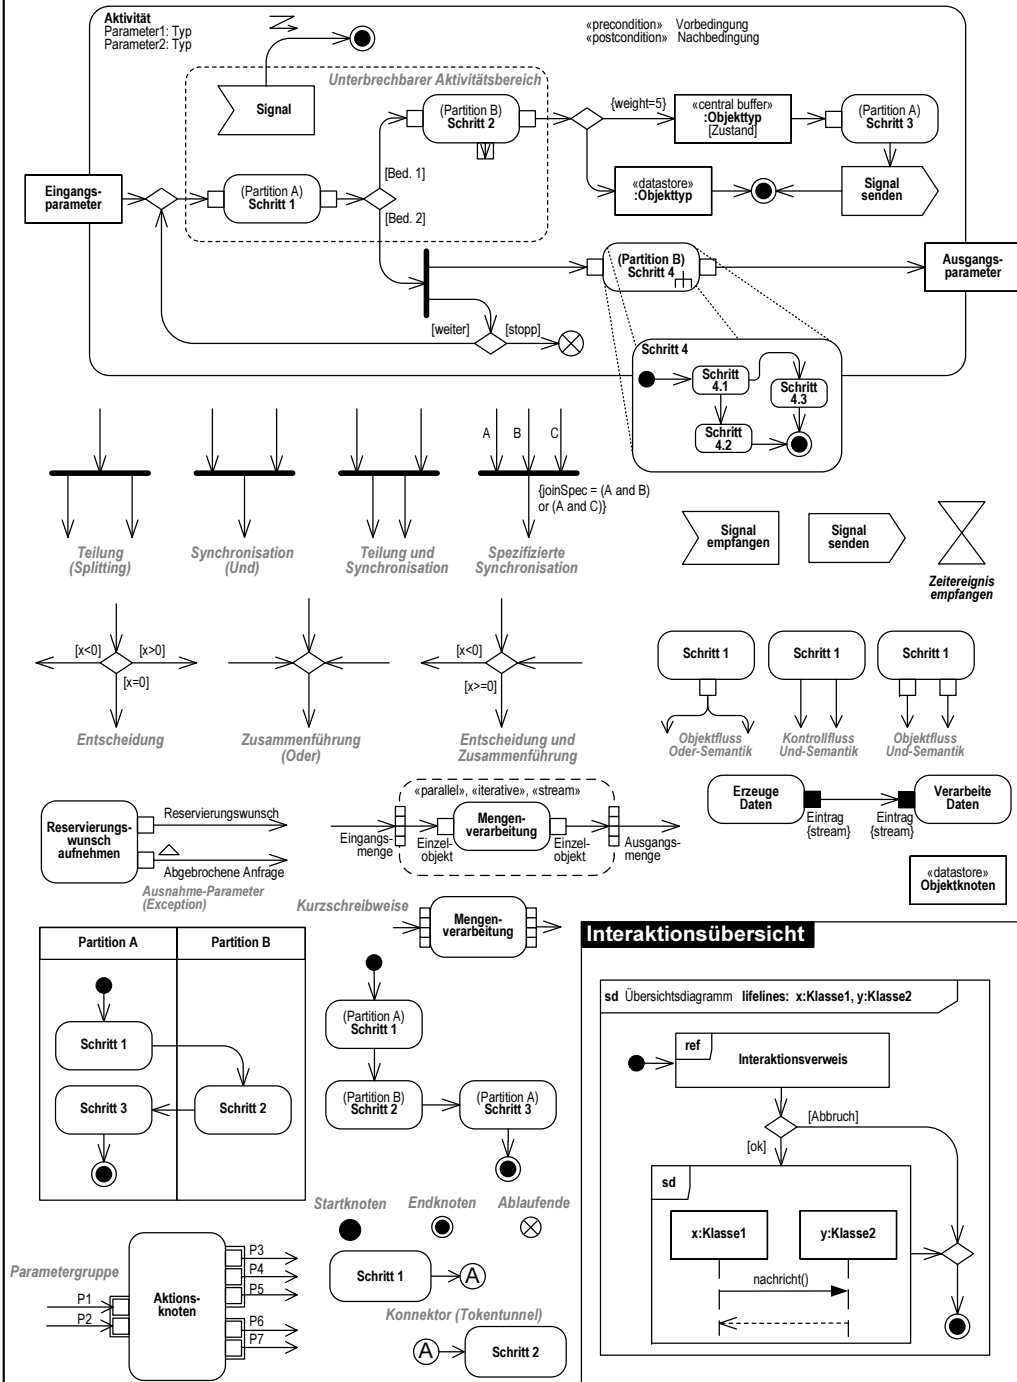 Aktivität
Parameter1: Typ
Parameter2: Typ
«precondition» Vorbedingung
«postcondition» Nachbedingung
Unterbrechbarer Aktivitätsbereich
Signal
(Partition B)
Schritt 2
{weight=5}
«central buffer»
:Objekttyp
[Zustand]
(Partition A)
Schritt 3
[Bed. 1]
Eingangs-
parameter
(Partition A)
Schritt 1
«datastore»
:Objekttyp
Signal
senden
[Bed. 2]
(Partition B)
Schritt 4
Ausgangs-
parameter
[weiter]
[stopp]
Schritt 4
Schritt
4.1
Schritt
4.3
Schritt
4.2
A
B
C
{joinSpec = (A and B)
or (A and C)}
Teilung
(Splitting)
Synchronisation
(Und)
Teilung und
Synchronisation
Spezifizierte
Synchronisation
Signal
empfangen
Signal
senden
Zeitereignis
empfangen
[x<0]
[x>0]
[x=0]
[x<0]
[x>=0]
Entscheidung
Zusammenführung
(Oder)
Entscheidung und
Zusammenführung
Schritt 1
Schritt 1
Schritt 1
Objektfluss
Oder-Semantik
Kontrollfluss
Und-Semantik
Objektfluss
Und-Semantik
Reservierungs-
wunsch
aufnehmen
Reservierungswunsch
Abgebrochene Anfrage
Ausnahme-Parameter
(Exception)
«parallel», «iterative», «stream»
Mengen-
verarbeitung
Eingangs-
menge
Einzel-
objekt
Einzel-
objekt
Ausgangs-
menge
Erzeuge
Daten
Verarbeite
Daten
Eintrag
{stream}
Eintrag
{stream}
«datastore»
Objektknoten
Kurzschreibweise
Mengen-
verarbeitung
Partition A
Partition B
Schritt 1
Schritt 3
Schritt 2
(Partition A)
Schritt 1
(Partition B)
Schritt 2
(Partition A)
Schritt 3
Startknoten
Endknoten
Ablaufende
Parametergruppe
P1
P2
Aktions-
knoten
P3
P4
P5
P6
P7
Schritt 1
A
Konnektor (Tokentunnel)
A
Schritt 2
Interaktionsübersicht
sd Übersichtsdiagramm lifelines: x:Klasse1, y:Klasse2
ref
Interaktionsverweis
[Abbruch]
[ok]
sd
x:Klasse1
y:Klasse2
nachricht()